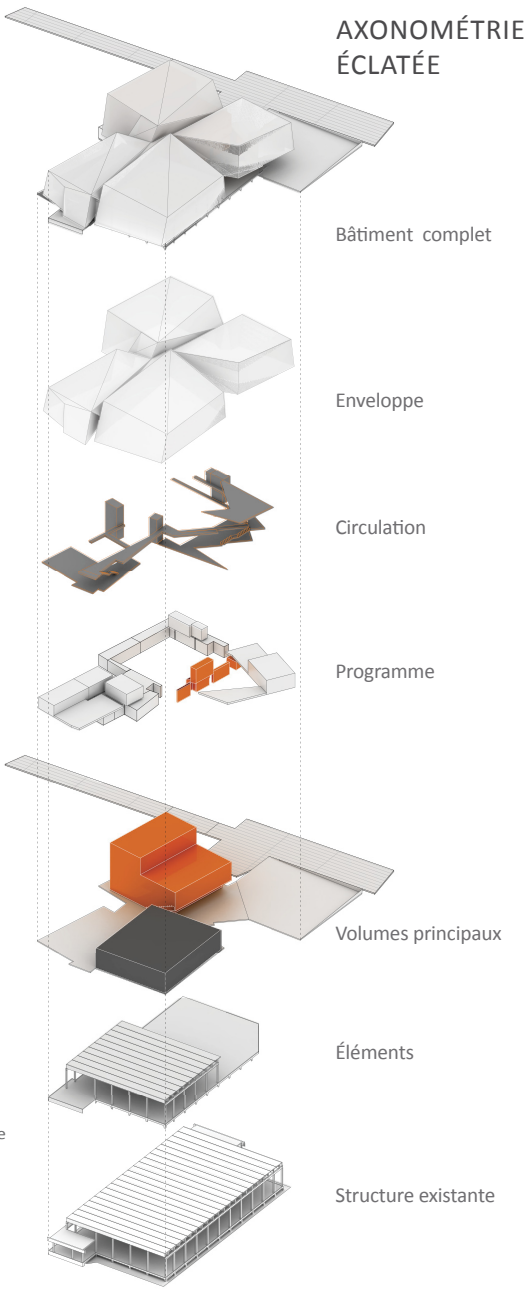 AXONOMÉTRIE
ÉCLATÉE
Bâtiment complet
Enveloppe
Circulation
Programme
Volumes principaux
Éléments
e
Structure existante